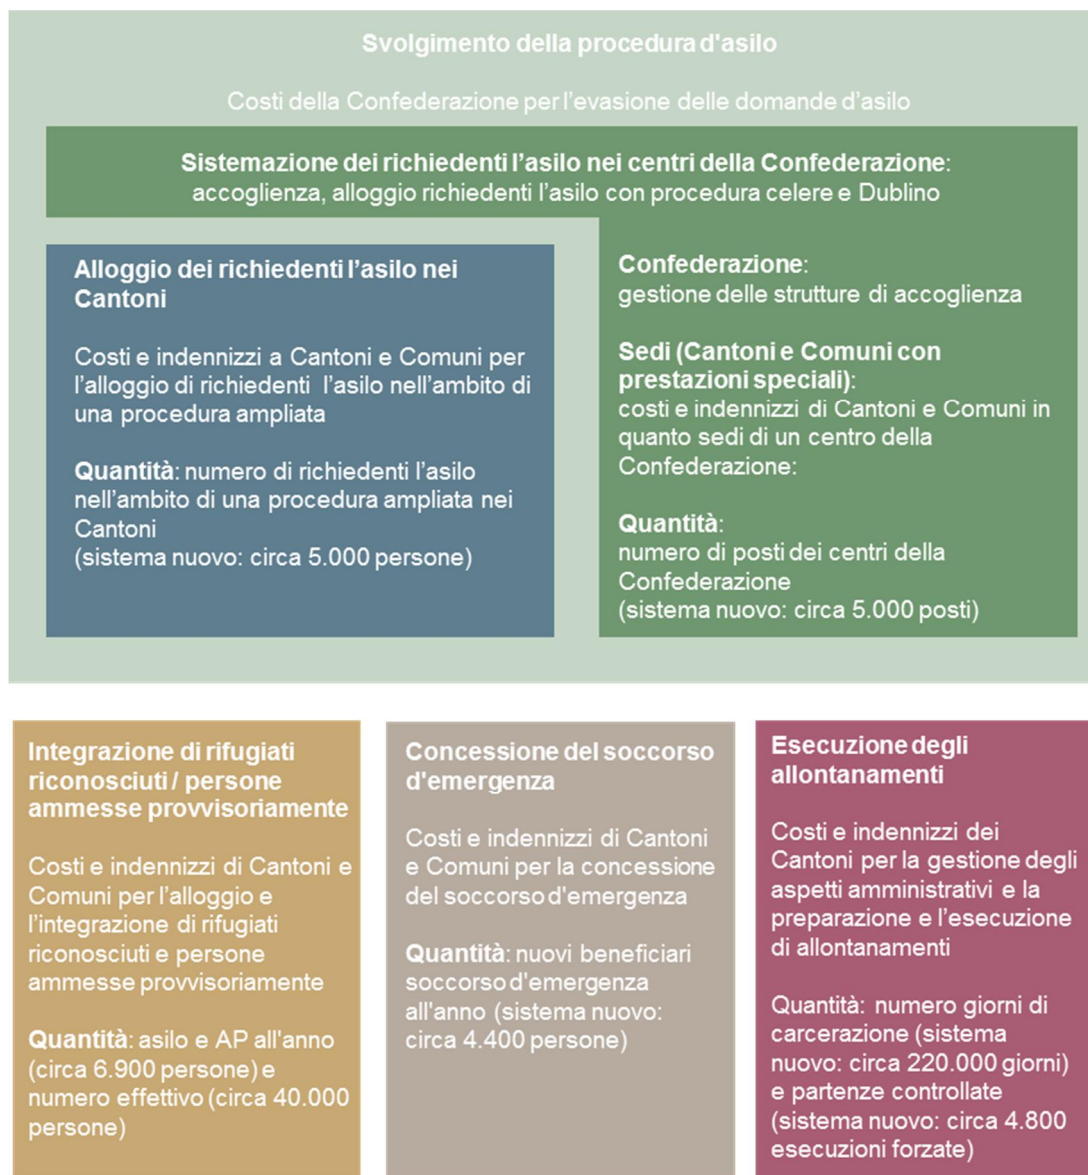 Svolgimento della procedura d'asilo
Costi della Confederazione per l'evasione delle domande d'asilo
Sistemazione dei richiedenti l'asilo nei centri della Confederazione:
accoglienza, alloggio richiedenti l'asilo con procedura celere e Dublino
Alloggio dei richiedenti l'asilo nei
Cantoni
Costi e indennizzi a Cantoni e Comuni per
l'alloggio di richiedenti l'asilo nell'ambito di
una procedura ampliata
Quantità: numero di richiedenti l'asilo
nell'ambito di una procedura ampliata nei
Cantoni
(sistema nuovo: circa 5.000 persone)
Confederazione:
gestione delle strutture di accoglienza
Sedi (Cantoni e Comuni con
prestazioni speciali):
costi e indennizzi di Cantoni e Comuni in
quanto sedi di un centro della
Confederazione:
Quantità:
numero di posti dei centri della
Confederazione
(sistema nuovo: circa 5.000 posti)
Integrazione di rifugiati
riconosciuti / persone
ammesse provvisoriamente
Costi e indennizzi di Cantoni e
Comuni per l'alloggio e
l'integrazione di rifugiati
riconosciuti e persone
ammesse provvisoriamente
Quantità: asilo e AP all'anno
(circa 6.900 persone) e
numero effettivo (circa 40.000
persone)
Concessione del soccorso
d'emergenza
Costi e indennizzi di Cantoni
e Comuni per la concessione
del soccorso d'emergenza
Quantità: nuovi beneficiari
soccorso d'emergenza
all'anno (sistema nuovo:
circa 4.400 persone)
Esecuzione degli
allontanamenti
Costi e indennizzi dei
Cantoni per la gestione degli
aspetti amministrativi e la
preparazione e l'esecuzione
di allontanamenti
Quantità: numero giorni di
carcerazione (sistema
nuovo: circa 220.000 giorni)
e partenze controllate
(sistema nuovo: circa 4.800
esecuzioni forzate)